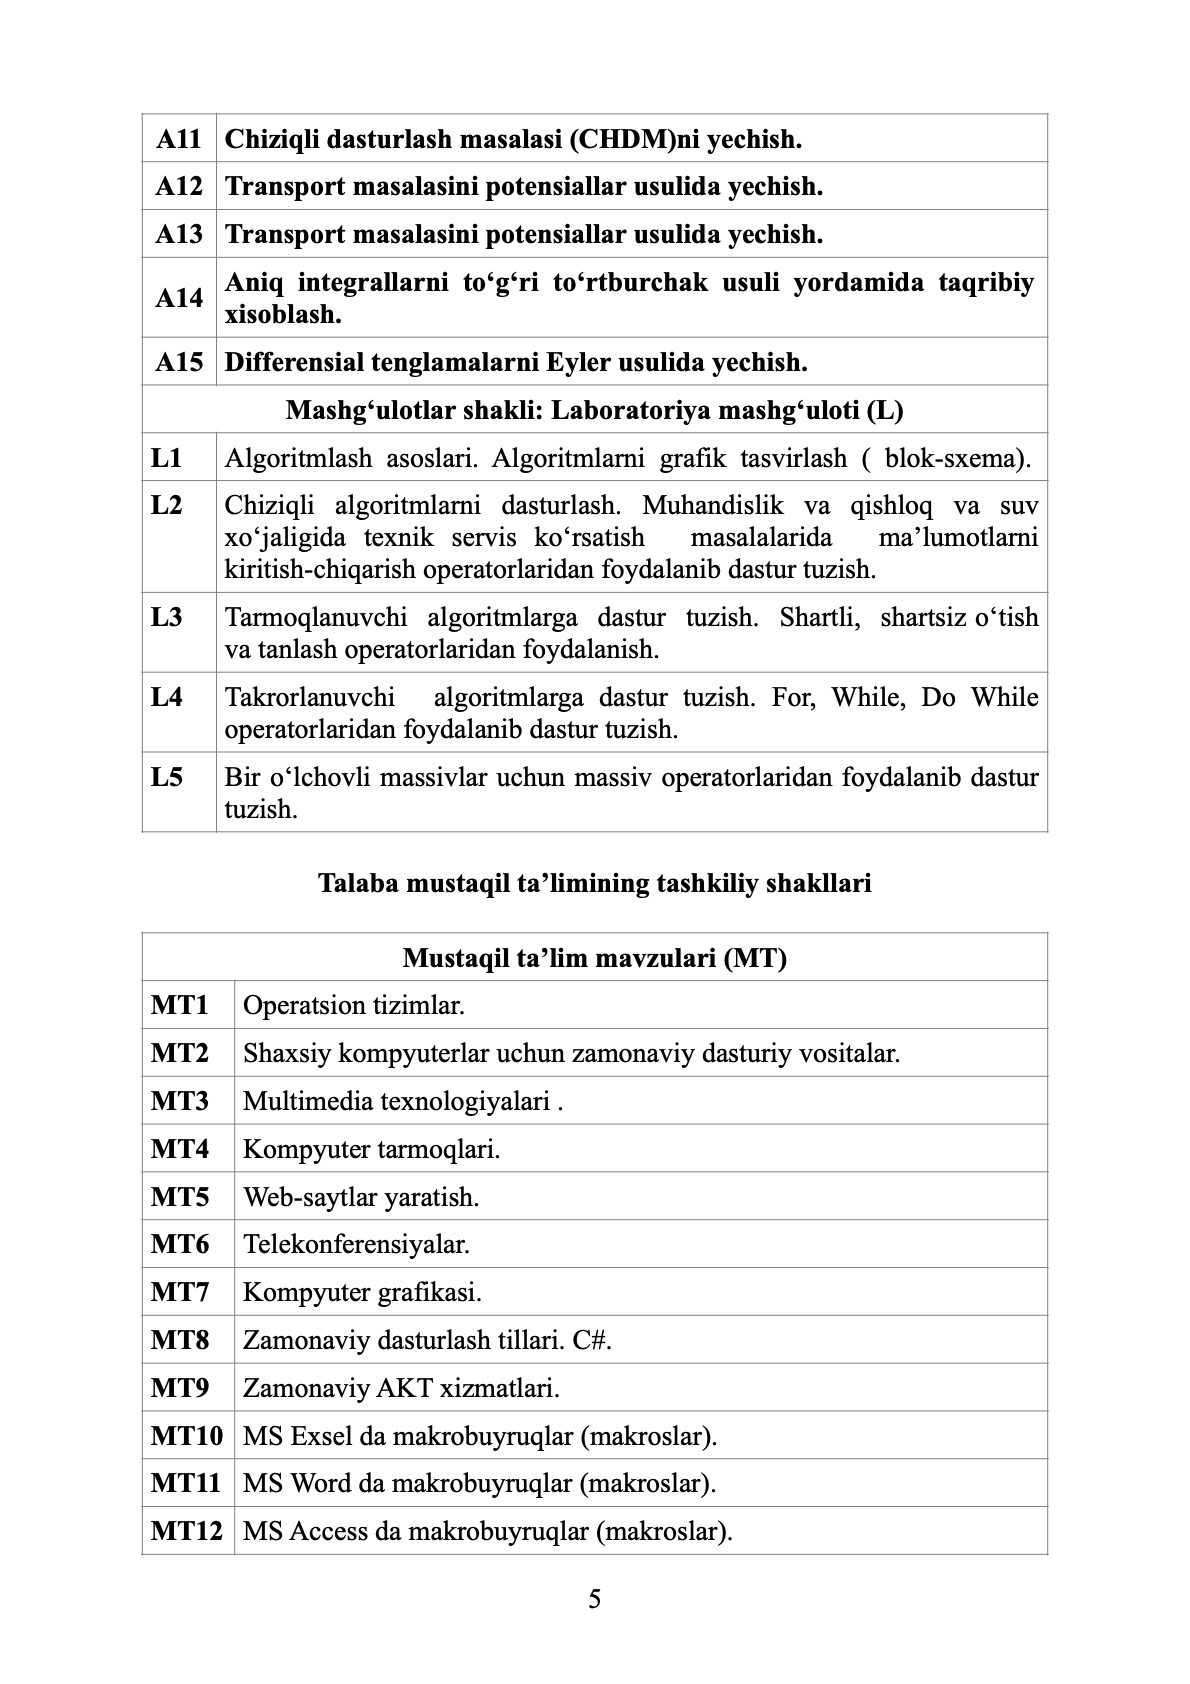 A11 Chiziqli dasturlash masalasi (CHDM)ni yechish.
A12 Transport masalasini potensiallar usulida yechish.
A13 Transport masalasini potensiallar usulida yechish.
A14 Aniq integrallarni to‘g‘ri to‘rtburchak usuli yordamida taqribiy
xisoblash.
A15 Differensial tenglamalarni Eyler usulida yechish.
Mashg‘ulotlar shakli: Laboratoriya mashg‘uloti (L)
L1 Algoritmlash asoslari. Algoritmlarni grafik tasvirlash ( blok-sxema).
L2 Chiziqli algoritmlarni dasturlash. Muhandislik va qishloq va suv
xo‘jaligida texnik servis ko‘rsatish masalalarida ma’lumotlarni
kiritish-chiqarish operatorlaridan foydalanib dastur tuzish.
L3 Tarmoqlanuvchi algoritmlarga dastur tuzish. Shartli, shartsiz o‘tish
va tanlash operatorlaridan foydalanish.
L4 Takrorlanuvchi algoritmlarga dastur tuzish. For, While, Do While
operatorlaridan foydalanib dastur tuzish.
L5 Bir o‘lchovli massivlar uchun massiv operatorlaridan foydalanib dastur
tuzish.
Talaba mustaqil ta’limining tashkiliy shakllari
Mustaqil ta’lim mavzulari (MT)
MT1 Operatsion tizimlar.
MT2 Shaxsiy kompyuterlar uchun zamonaviy dasturiy vositalar.
MT3 Multimedia texnologiyalari .
MT4 Kompyuter tarmoqlari.
MT5 Web-saytlar yaratish.
MT6 Telekonferensiyalar.
MT7 Kompyuter grafikasi.
MT8 Zamonaviy dasturlash tillari. C#.
MT9 Zamonaviy AKT xizmatlari.
MT10 MS Exsel da makrobuyruqlar (makroslar).
MT11 MS Word da makrobuyruqlar (makroslar).
MT12 MS Access da makrobuyruqlar (makroslar).
5